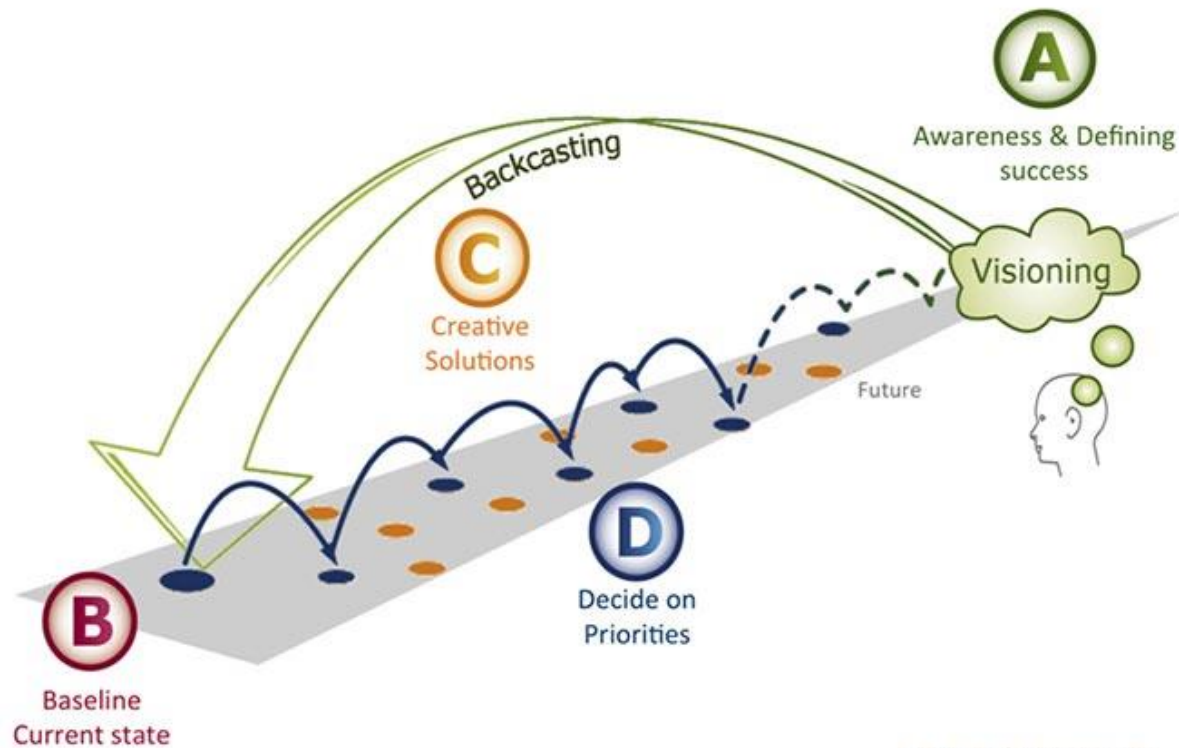 A
Awareness & Defining
success
Backcasting
C
Creative
Solutions
Visioning
Future
D
Decide on
Priorities
B
Baseline
Current state